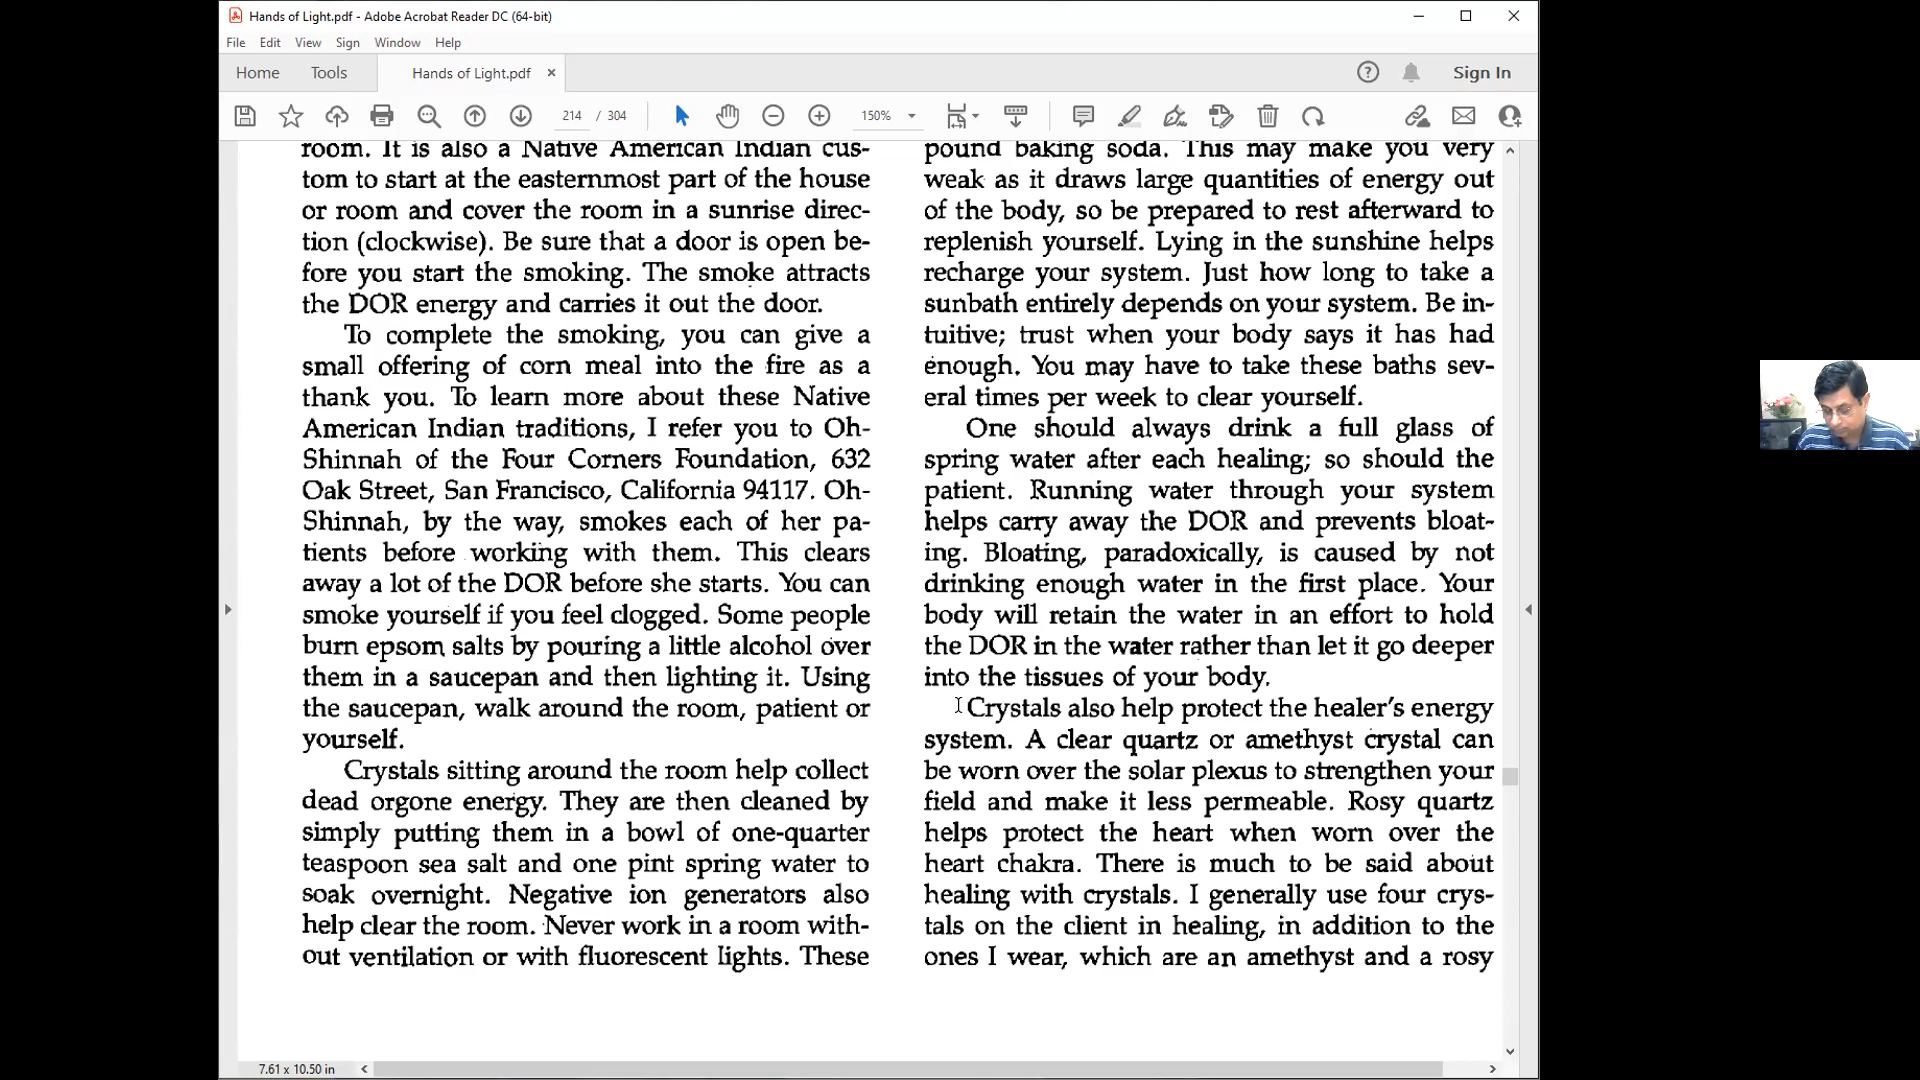 Hands of Light.pdf - Adobe Acrobat Reader DC (64-bit)
File Edit View Sign Window Help
Home Tools Hands of Light.pdf × Sign In
214 / 304 150%
room. It is also a Native American Indian cus-
tom to start at the easternmost part of the house
or room and cover the room in a sunrise direc-
tion (clockwise). Be sure that a door is open be-
fore you start the smoking. The smoke attracts
the DOR energy and carries it out the door.
To complete the smoking, you can give a
small offering of corn meal into the fire as a
thank you. To learn more about these Native
American Indian traditions, I refer you to Oh-
Shinnah of the Four Corners Foundation, 632
Oak Street, San Francisco, California 94117. Oh-
Shinnah, by the way, smokes each of her pa-
tients before working with them. This clears
away a lot of the DOR before she starts. You can
smoke yourself if you feel clogged. Some people
burn epsom salts by pouring a little alcohol over
them in a saucepan and then lighting it. Using
the saucepan, walk around the room, patient or
yourself.
Crystals sitting around the room help collect
dead orgone energy. They are then cleaned by
simply putting them in a bowl of one-quarter
teaspoon sea salt and one pint spring water to
soak overnight. Negative ion generators also
help clear the room. Never work in a room with-
out ventilation or with fluorescent lights. These
pound baking soda. This may make you very
weak as it draws large quantities of energy out
of the body, so be prepared to rest afterward to
replenish yourself. Lying in the sunshine helps
recharge your system. Just how long to take a
sunbath entirely depends on your system. Be in-
tuitive; trust when your body says it has had
enough. You may have to take these baths sev-
eral times per week to clear yourself.
One should always drink a full glass of
spring water after each healing; so should the
patient. Running water through your system
helps carry away the DOR and prevents bloat-
ing. Bloating, paradoxically, is caused by not
drinking enough water in the first place. Your
body will retain the water in an effort to hold
the DOR in the water rather than let it go deeper
into the tissues of your body.
Crystals also help protect the healer's energy
system. A clear quartz or amethyst crystal can
be worn over the solar plexus to strengthen your
field and make it less permeable. Rosy quartz
helps protect the heart when worn over the
heart chakra. There is much to be said about
healing with crystals. I generally use four crys-
tals on the client in healing, in addition to the
ones I wear, which are an amethyst and a rosy
7.61 x 10.50 in